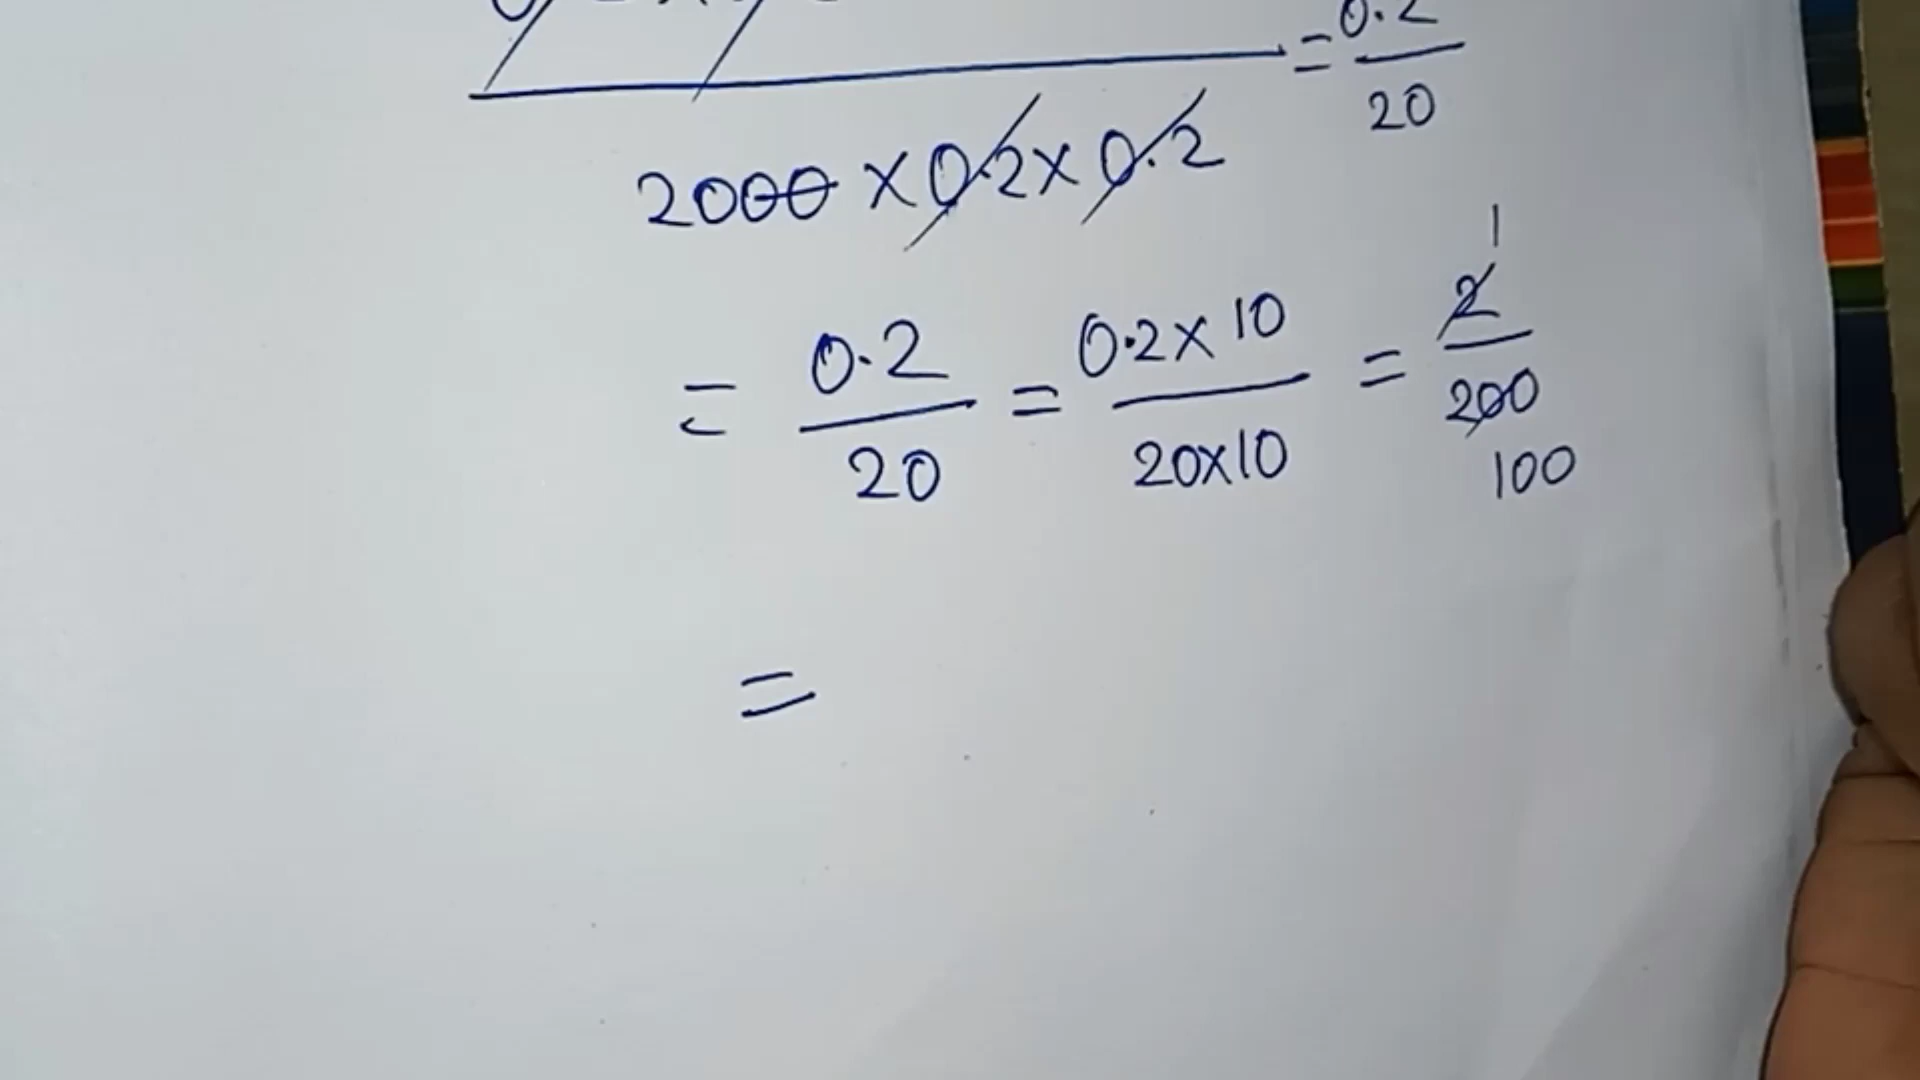 = 0.2/20
2000 × 0.2 × 0.2
= 0.2/20 = 0.2 × 10/20 × 10 = 2/200
1
100
=